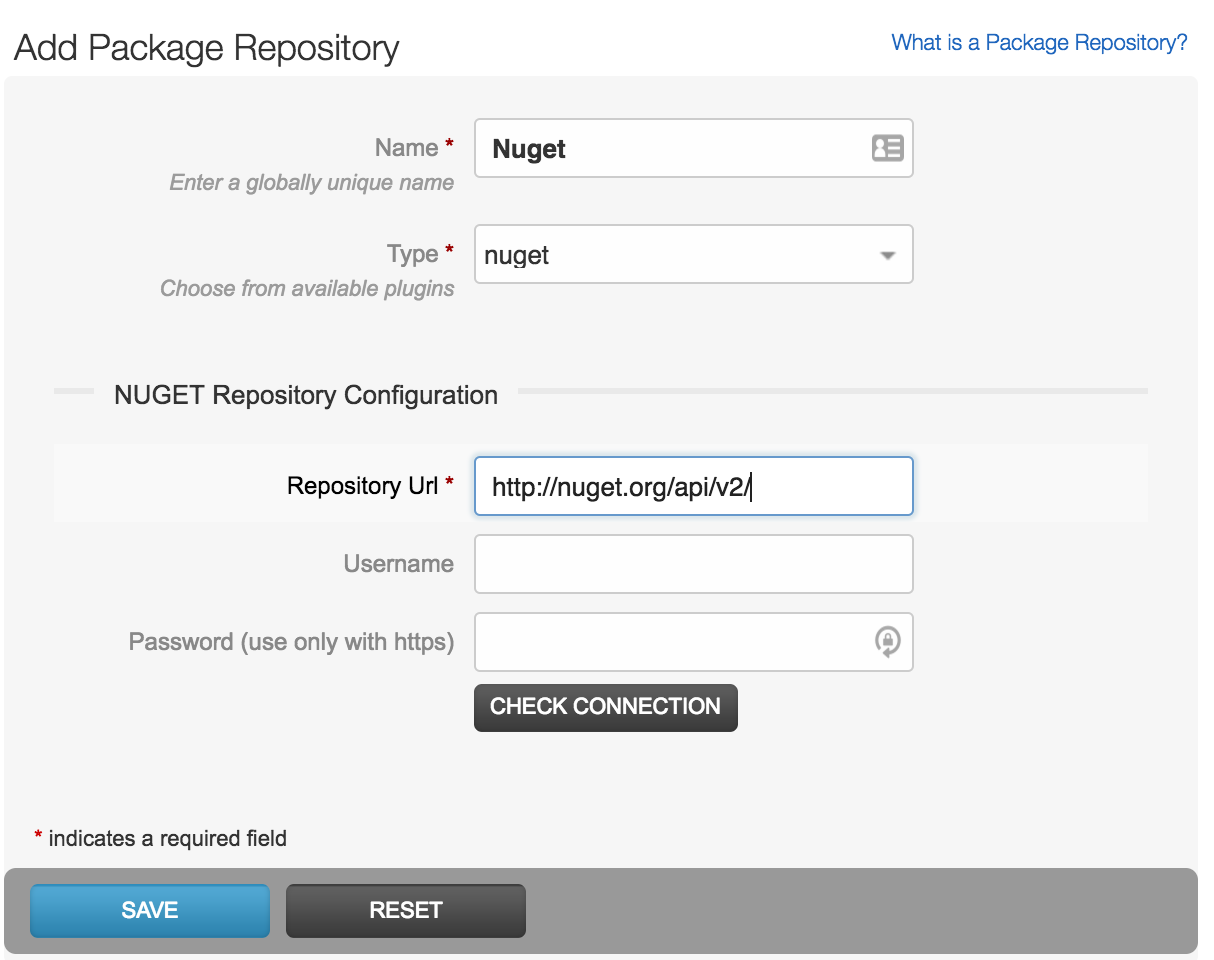 Add Package Repository
What is a Package Repository?
Name *
Nuget
Enter a globally unique name
Type *
nuget
Choose from available plugins
NUGET Repository Configuration
Repository Url *
http://nuget.org/api/v2/
Username
Password (use only with https)
CHECK CONNECTION
* indicates a required field
SAVE
RESET